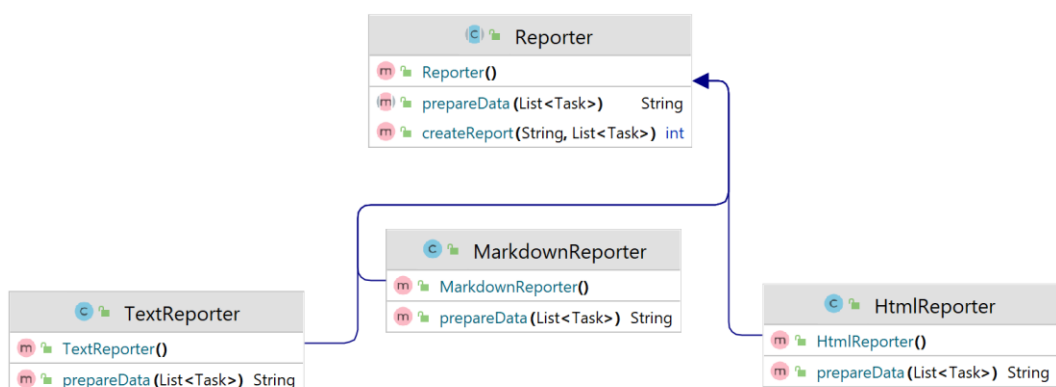 Reporter
Reporter()
prepareData(List<Task>) String
createReport(String, List<Task>) int
MarkdownReporter
MarkdownReporter()
prepareData(List<Task>) String
TextReporter
TextReporter()
prepareData(List<Task>) String
HtmlReporter
HtmlReporter()
prepareData(List<Task>) String